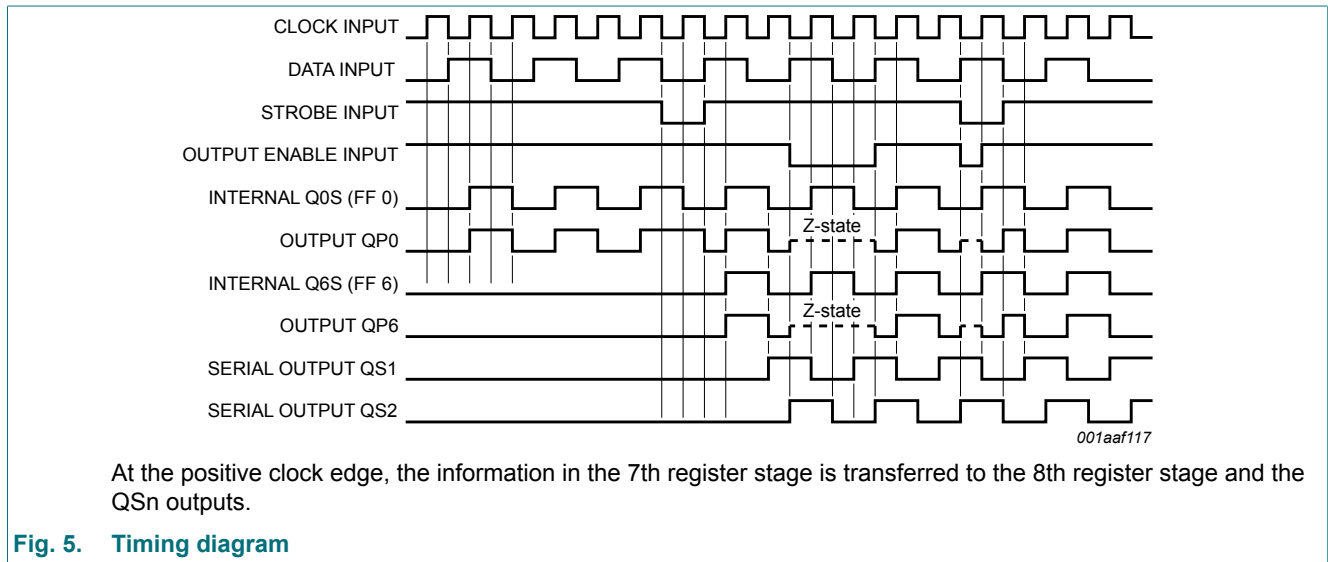 CLOCK INPUT
DATA INPUT
STROBE INPUT
OUTPUT ENABLE INPUT
INTERNAL Q0S (FF 0)
Z-state
OUTPUT QP0
INTERNAL Q6S (FF 6)
Z-state
OUTPUT QP6
SERIAL OUTPUT QS1
SERIAL OUTPUT QS2
001aaf117
At the positive clock edge, the information in the 7th register stage is transferred to the 8th register stage and the
QSn outputs.
Fig. 5. Timing diagram